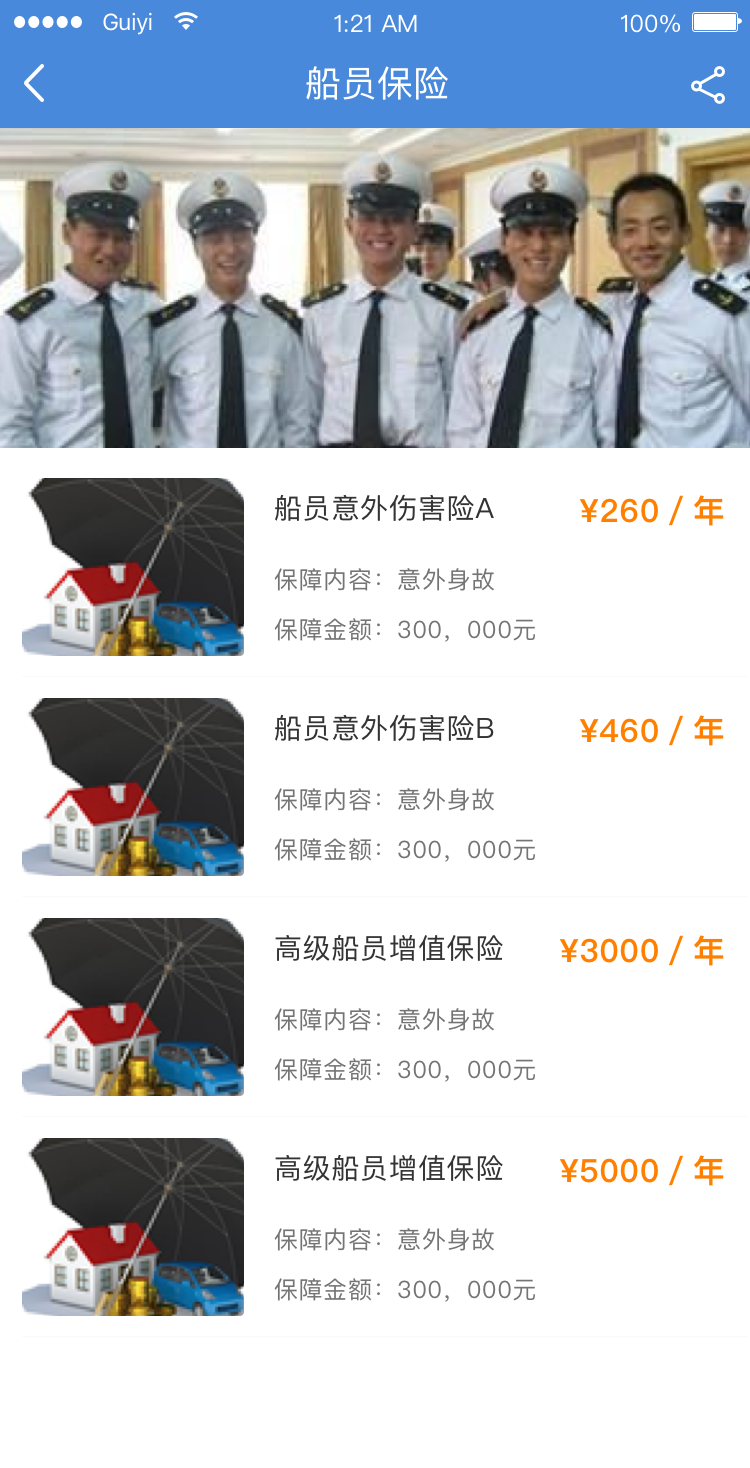 Guiyi 1:21 AM 100%
船员保险
船员意外伤害险A ¥260 / 年
保障内容：意外身故
保障金额：300，000元
船员意外伤害险B ¥460 / 年
保障内容：意外身故
保障金额：300，000元
高级船员增值保险 ¥3000 / 年
保障内容：意外身故
保障金额：300，000元
高级船员增值保险 ¥5000 / 年
保障内容：意外身故
保障金额：300，000元